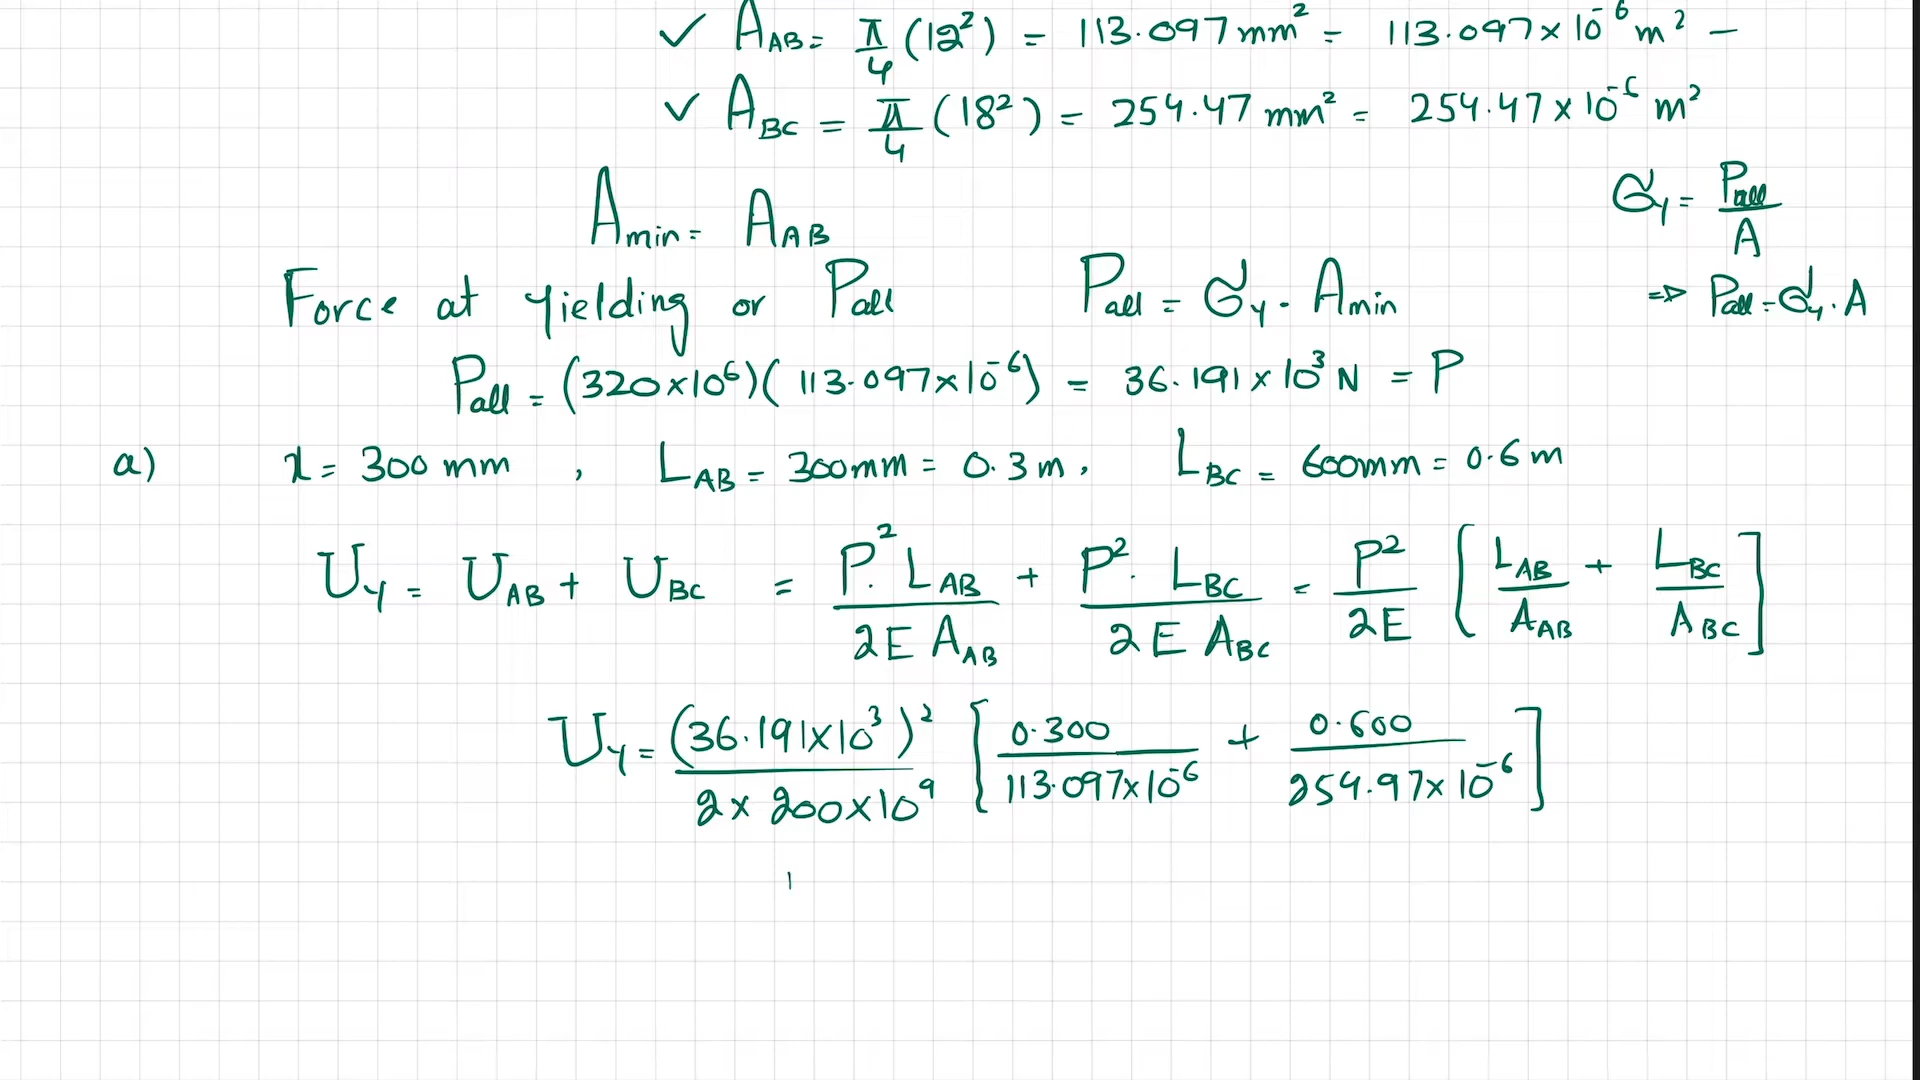 ✓ A_AB = π/4 (12²) = 113.097 mm² = 113.097 × 10⁻⁶ m² –
✓ A_BC = π/4 (18²) = 254.47 mm² = 254.47 × 10⁻⁶ m²
A_min = A_AB
σ_Y = P_all / A
Force at yielding or P_all    P_all = σ_Y · A_min    ⇒ P_all = σ_Y · A
P_all = (320×10⁶)(113.097×10⁻⁶) = 36.191 × 10³ N = P
a) x = 300 mm , L_AB = 300mm = 0.3 m , L_BC = 600mm = 0.6 m
U_Y = U_AB + U_BC = P². L_AB / 2E A_AB + P². L_BC / 2E A_BC = P² / 2E [ L_AB / A_AB + L_BC / A_BC ]
U_Y = (36.191×10³)² / 2 × 200×10⁹ [ 0.300 / 113.097×10⁻⁶ + 0.600 / 254.97×10⁻⁶ ]